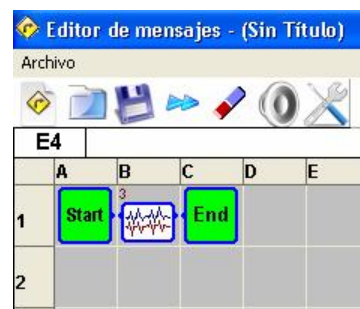 Editor de mensajes - (Sin Título)
Archivo
E4
A B C D E
1 Start 3 End
2